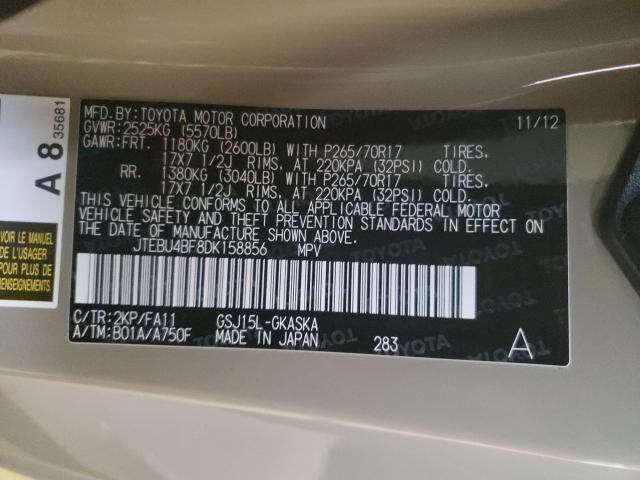 MFD.BY:TOYOTA MOTOR CORPORATION 11/12
GVWR:2525KG (5570LB)
GAWR:FRT. 1180KG (2600LB) WITH P265/70R17 TIRES.
17X7 1/2J RIMS. AT 220KPA (32PSI) COLD.
RR. 1380KG (3040LB) WITH P265/70R17 TIRES.
17X7 1/2J RIMS. AT 220KPA (32PSI) COLD.
THIS VEHICLE CONFORMS TO ALL APPLICABLE FEDERAL MOTOR
VEHICLE SAFETY AND THEFT PREVENTION STANDARDS IN EFFECT ON
THE DATE OF MANUFACTURE SHOWN ABOVE.
JTEBU4BF8DK158856 MPV
C/TR:2KP/FA11 GSJ15L-GKASKA
A/TM:B01A/A750F MADE IN JAPAN 283 A
A 8 35681
VOIR LE MANUEL
DE L'USAGER
POUR PLUS DE
RENSEIGNEMENTS
TOYOTA